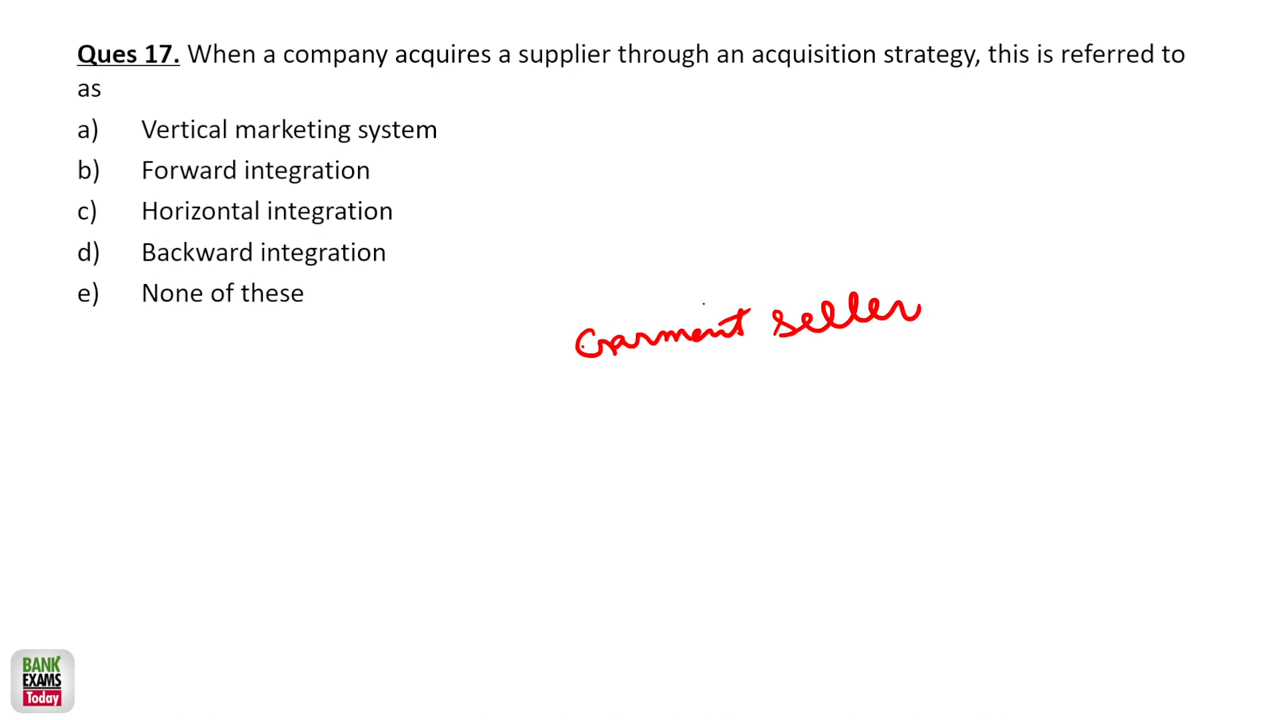 Ques 17. When a company acquires a supplier through an acquisition strategy, this is referred to
as
a) Vertical marketing system
b) Forward integration
c) Horizontal integration
d) Backward integration
e) None of these
Garment Seller
BANK
EXAMS
Today